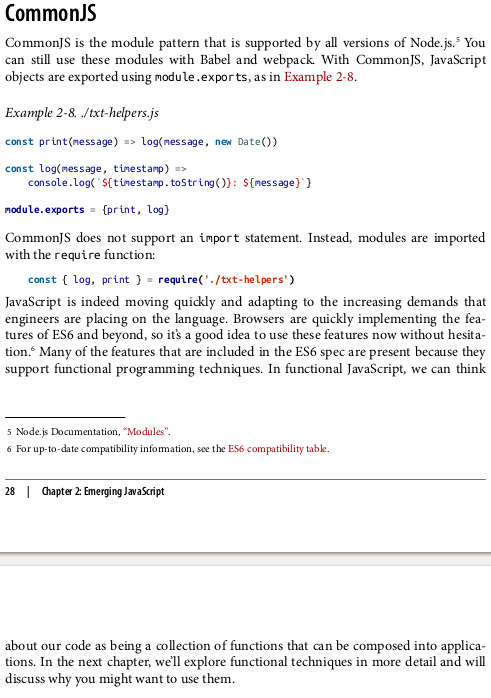 CommonJS
CommonJS is the module pattern that is supported by all versions of Node.js.⁵ You
can still use these modules with Babel and webpack. With CommonJS, JavaScript
objects are exported using module.exports, as in Example 2-8.
Example 2-8. ./txt-helpers.js
const print(message) => log(message, new Date())
const log(message, timestamp) =>
    console.log(`${timestamp.toString()}: ${message}`}
module.exports = {print, log}
CommonJS does not support an import statement. Instead, modules are imported
with the require function:
    const { log, print } = require('./txt-helpers')
JavaScript is indeed moving quickly and adapting to the increasing demands that
engineers are placing on the language. Browsers are quickly implementing the fea-
tures of ES6 and beyond, so it's a good idea to use these features now without hesita-
tion.⁶ Many of the features that are included in the ES6 spec are present because they
support functional programming techniques. In functional JavaScript, we can think
5 Node.js Documentation, “Modules”.
6 For up-to-date compatibility information, see the ES6 compatibility table.
28 | Chapter 2: Emerging JavaScript
about our code as being a collection of functions that can be composed into applica-
tions. In the next chapter, we'll explore functional techniques in more detail and will
discuss why you might want to use them.